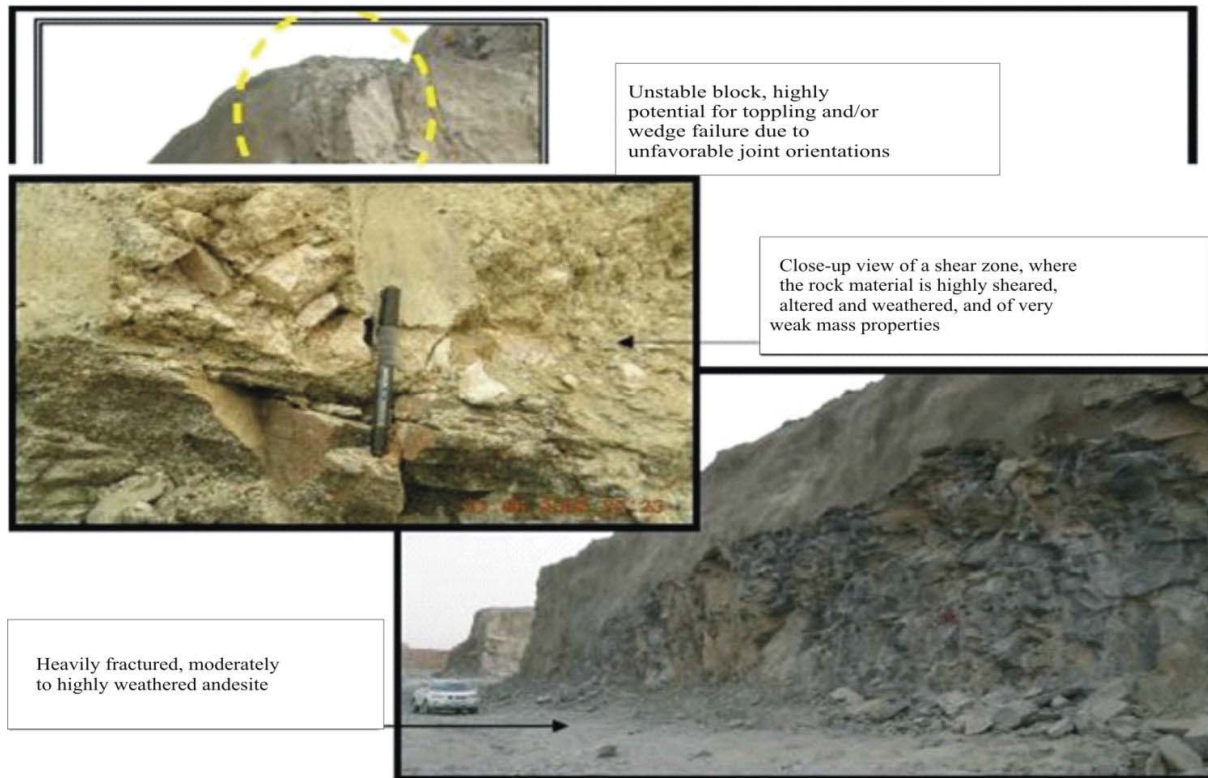 Unstable block, highly
potential for toppling and/or
wedge failure due to
unfavorable joint orientations
Close-up view of a shear zone, where
the rock material is highly sheared,
altered and weathered, and of very
weak mass properties
Heavily fractured, moderately
to highly weathered andesite